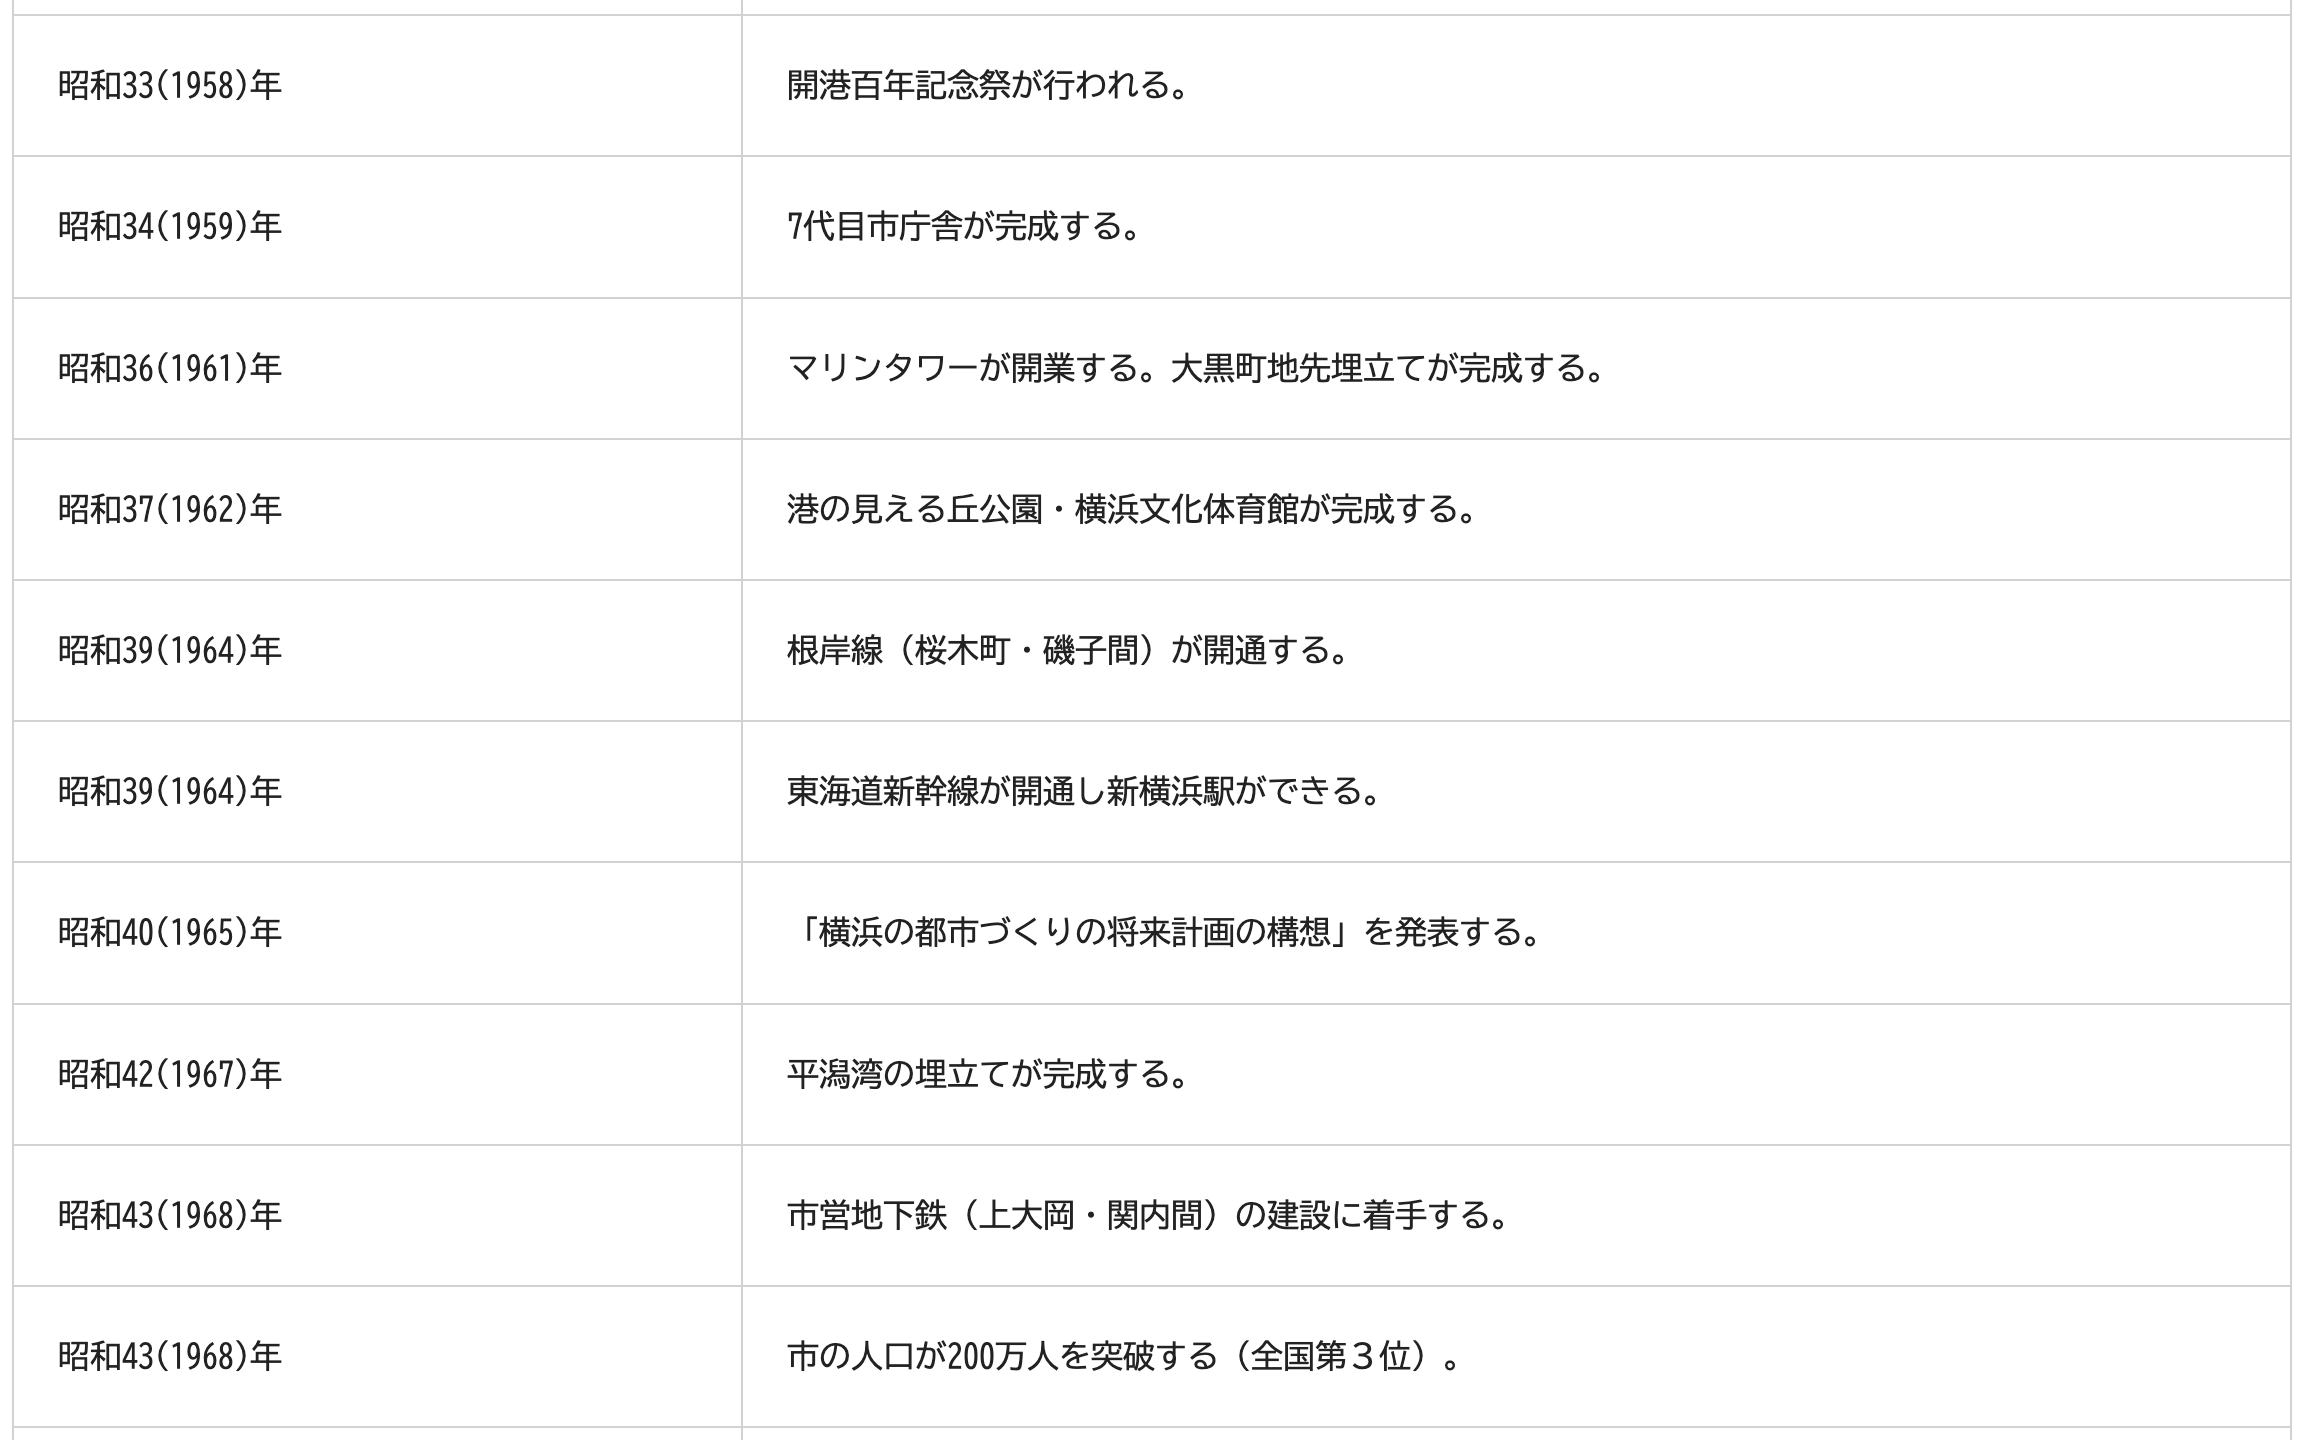 昭和33(1958)年
開港百年記念祭が行われる。
昭和34(1959)年
7代目市庁舎が完成する。
昭和36(1961)年
マリンタワーが開業する。大黒町地先埋立てが完成する。
昭和37(1962)年
港の見える丘公園・横浜文化体育館が完成する。
昭和39(1964)年
根岸線（桜木町・磯子間）が開通する。
昭和39(1964)年
東海道新幹線が開通し新横浜駅ができる。
昭和40(1965)年
「横浜の都市づくりの将来計画の構想」を発表する。
昭和42(1967)年
平潟湾の埋立てが完成する。
昭和43(1968)年
市営地下鉄（上大岡・関内間）の建設に着手する。
昭和43(1968)年
市の人口が200万人を突破する（全国第３位）。